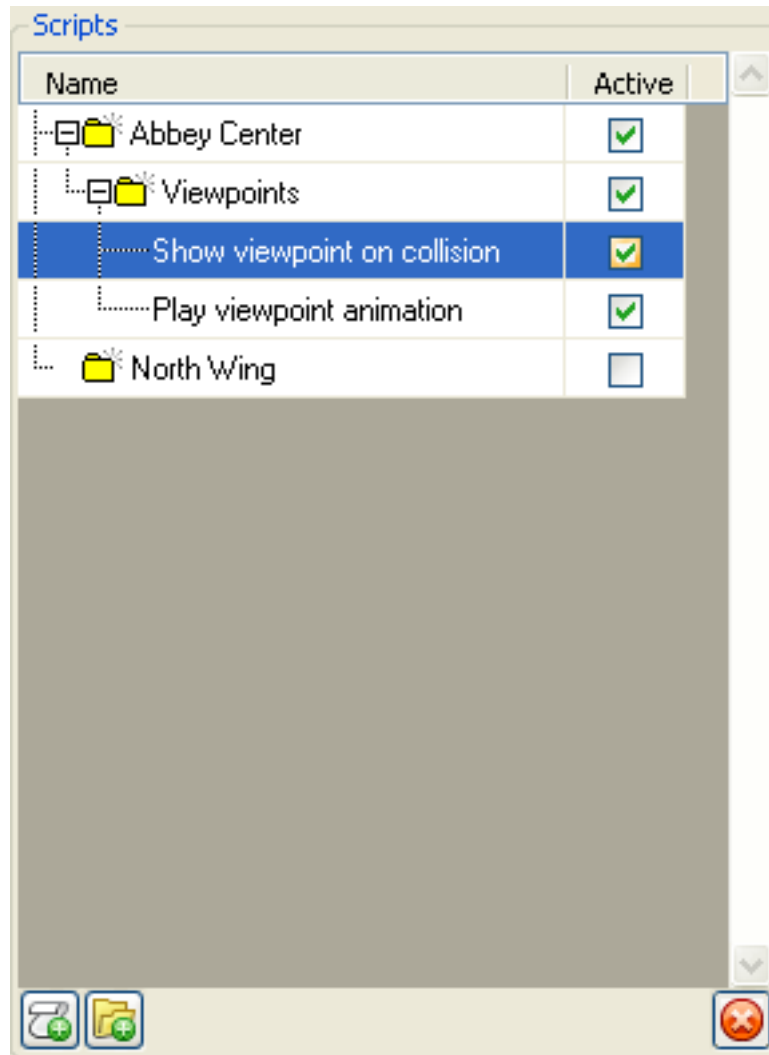 Scripts
Name Active
Abbey Center
Viewpoints
Show viewpoint on collision
Play viewpoint animation
North Wing